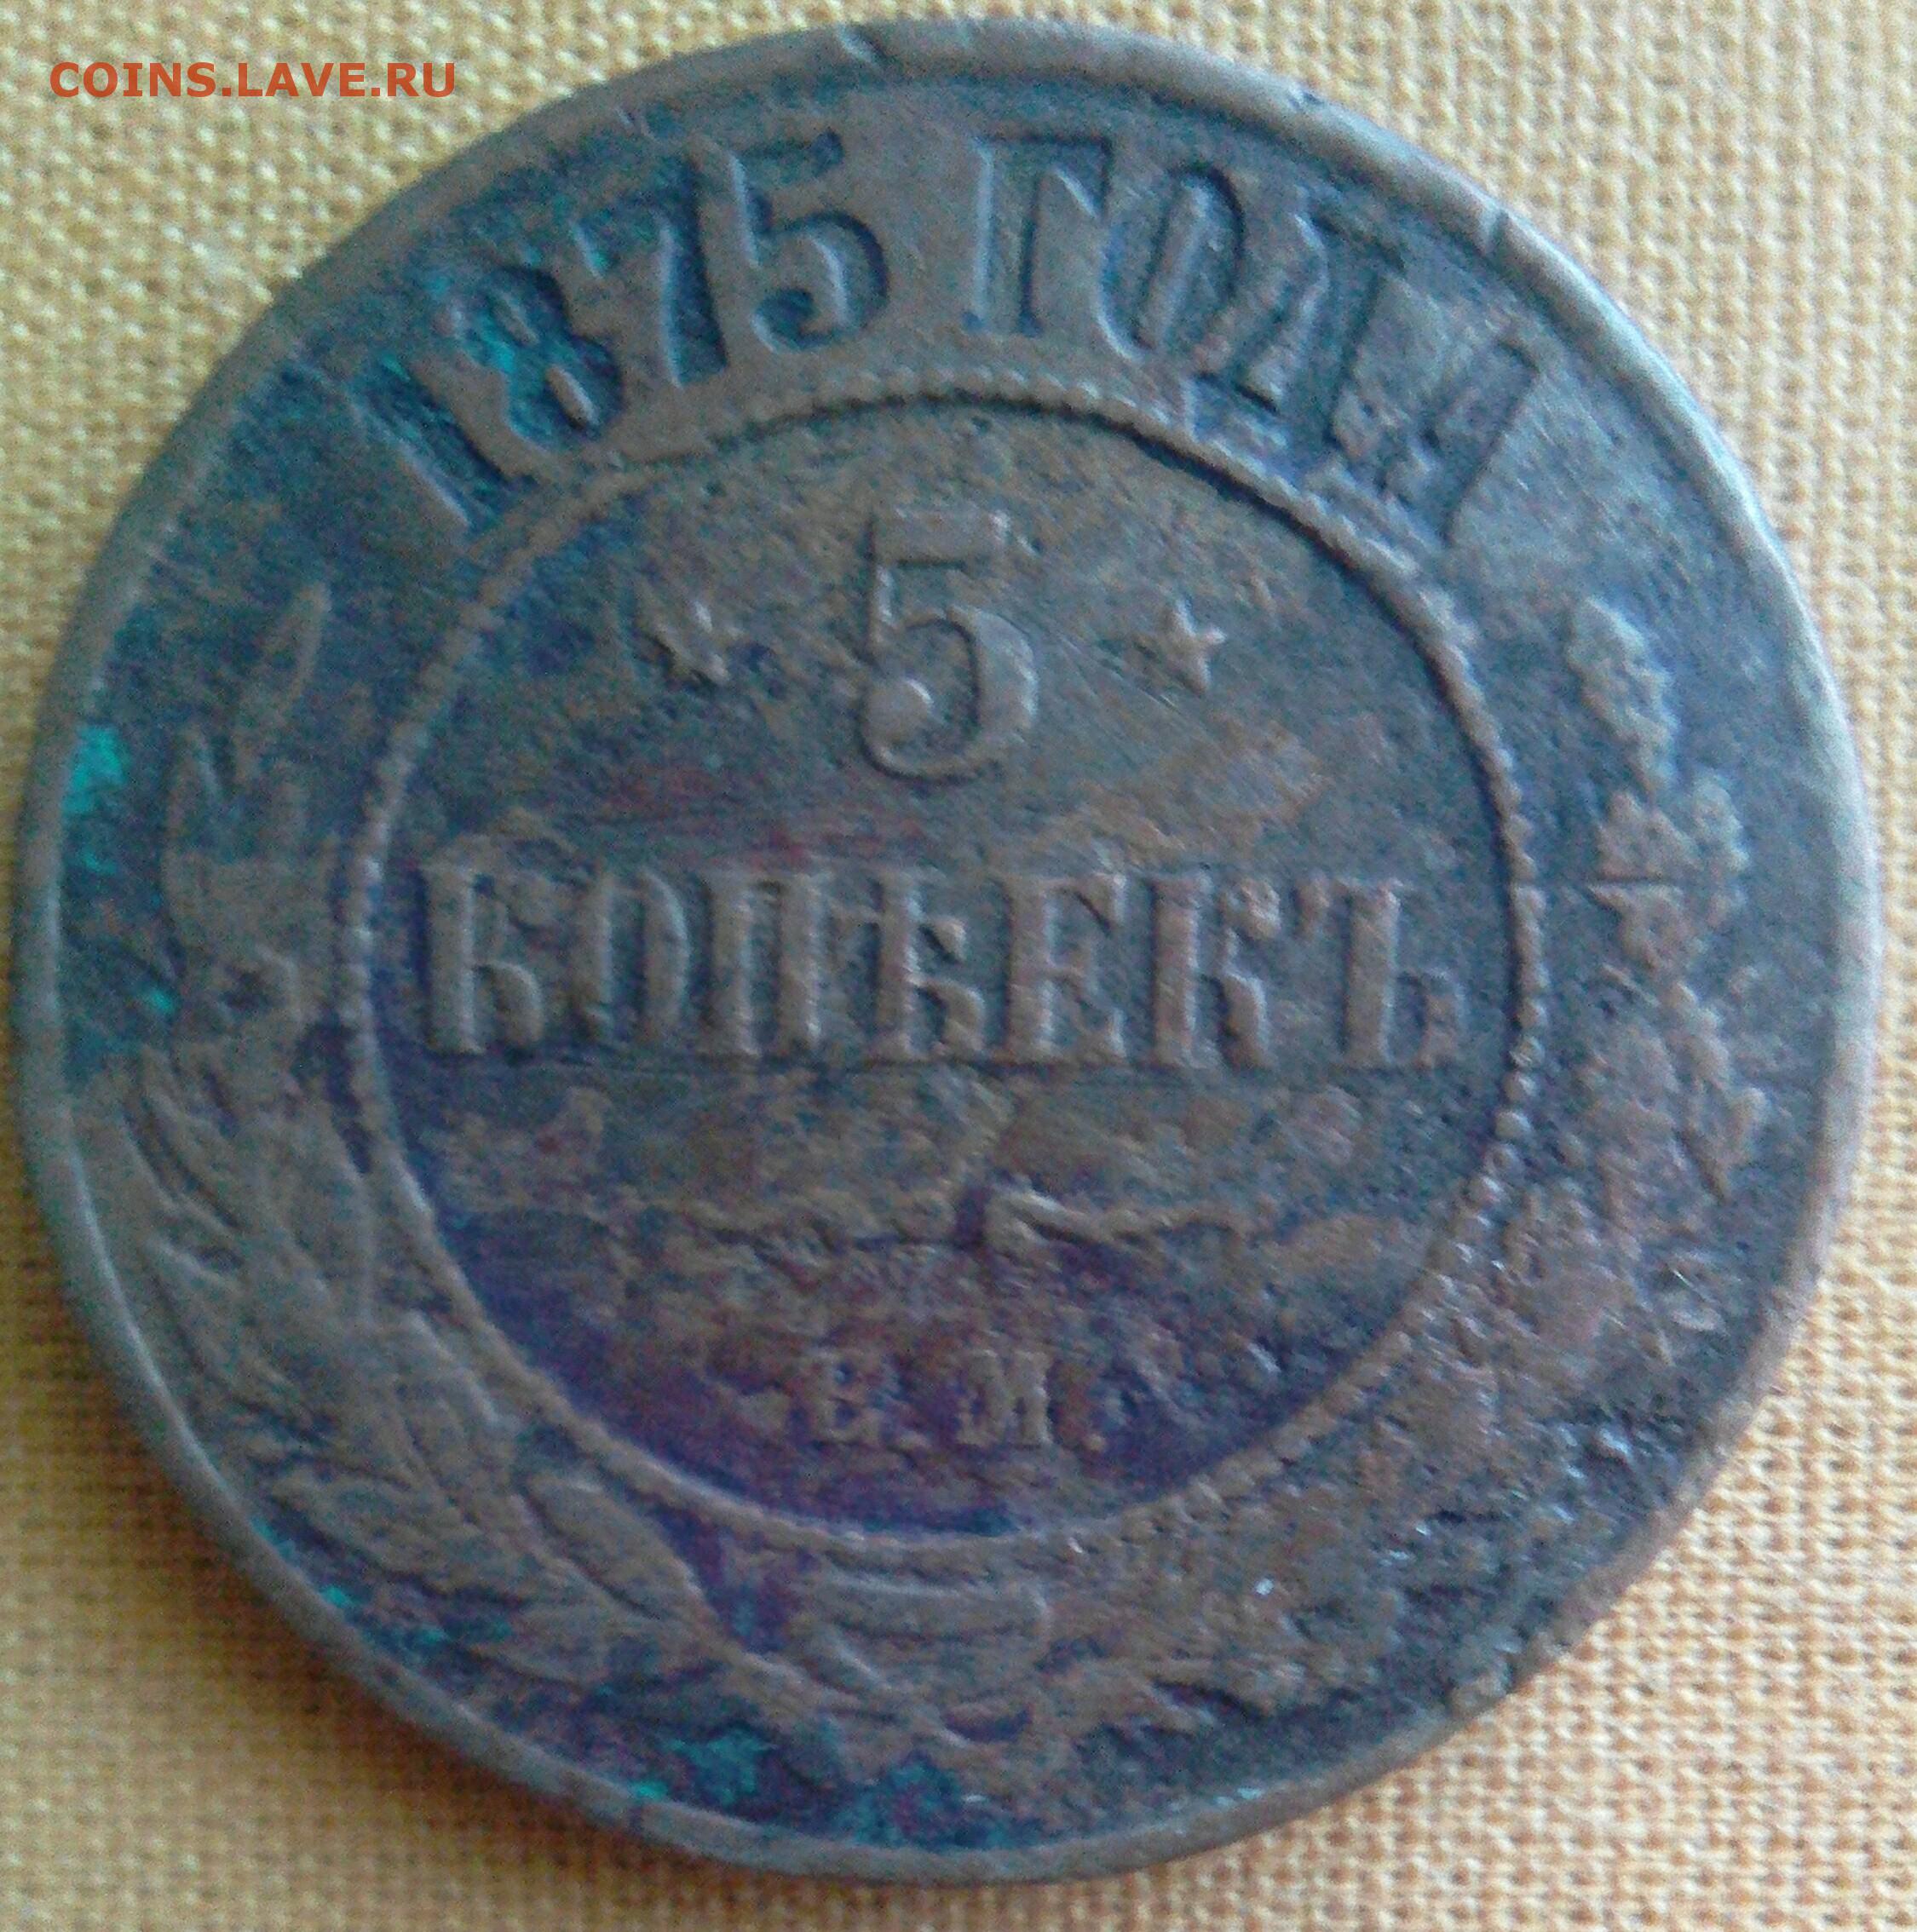 COINS.LAVE.RU
1875 ГОДА
5
КОПѢЕКЪ
Е.М.